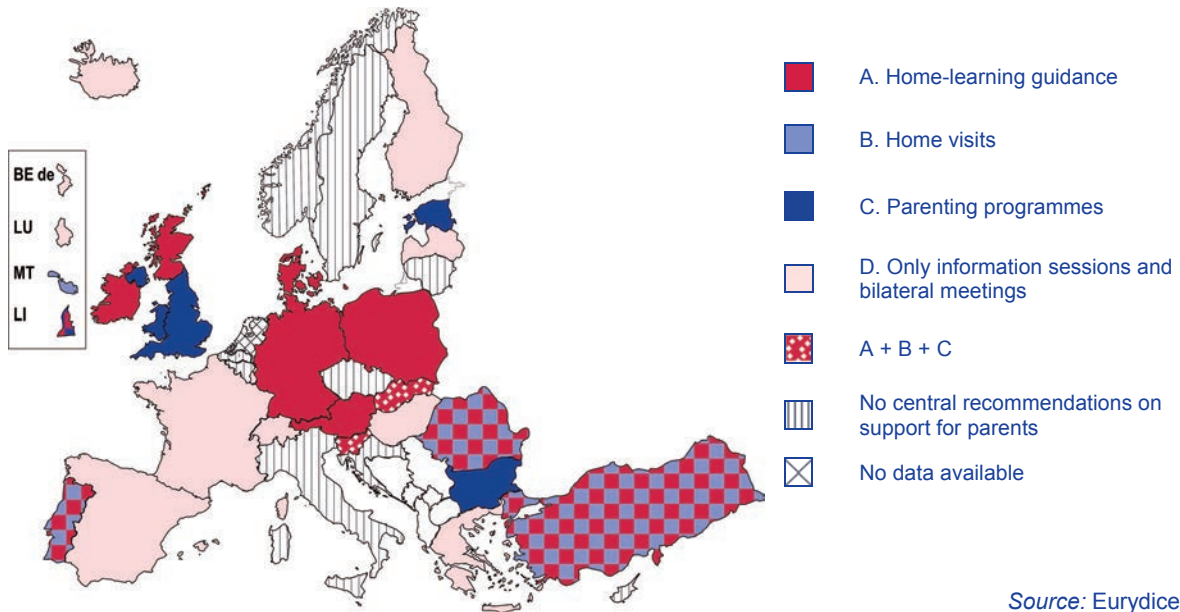 BE de
LU
MT
LI
A. Home-learning guidance
B. Home visits
C. Parenting programmes
D. Only information sessions and
bilateral meetings
A + B + C
No central recommendations on
support for parents
No data available
Source: Eurydice